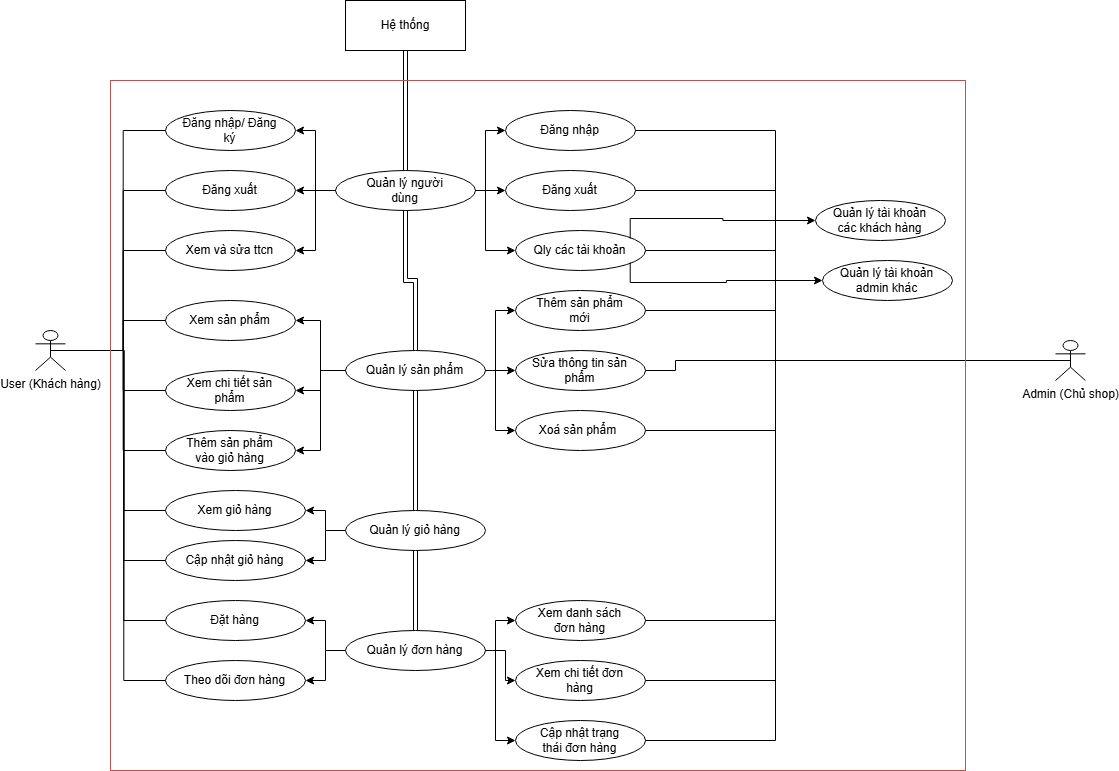 Hệ thống
Đăng nhập/ Đăng
ký
Đăng xuất
Xem và sửa ttcn
Quản lý người
dùng
Đăng nhập
Đăng xuất
Qly các tài khoản
Quản lý tài khoản
các khách hàng
Quản lý tài khoản
admin khác
Xem sản phẩm
Xem chi tiết sản
phẩm
Thêm sản phẩm
vào giỏ hàng
Quản lý sản phẩm
Thêm sản phẩm
mới
Sửa thông tin sản
phẩm
Xoá sản phẩm
User (Khách hàng)
Admin (Chủ shop)
Xem giỏ hàng
Cập nhật giỏ hàng
Quản lý giỏ hàng
Đặt hàng
Theo dõi đơn hàng
Quản lý đơn hàng
Xem danh sách
đơn hàng
Xem chi tiết đơn
hàng
Cập nhật trạng
thái đơn hàng